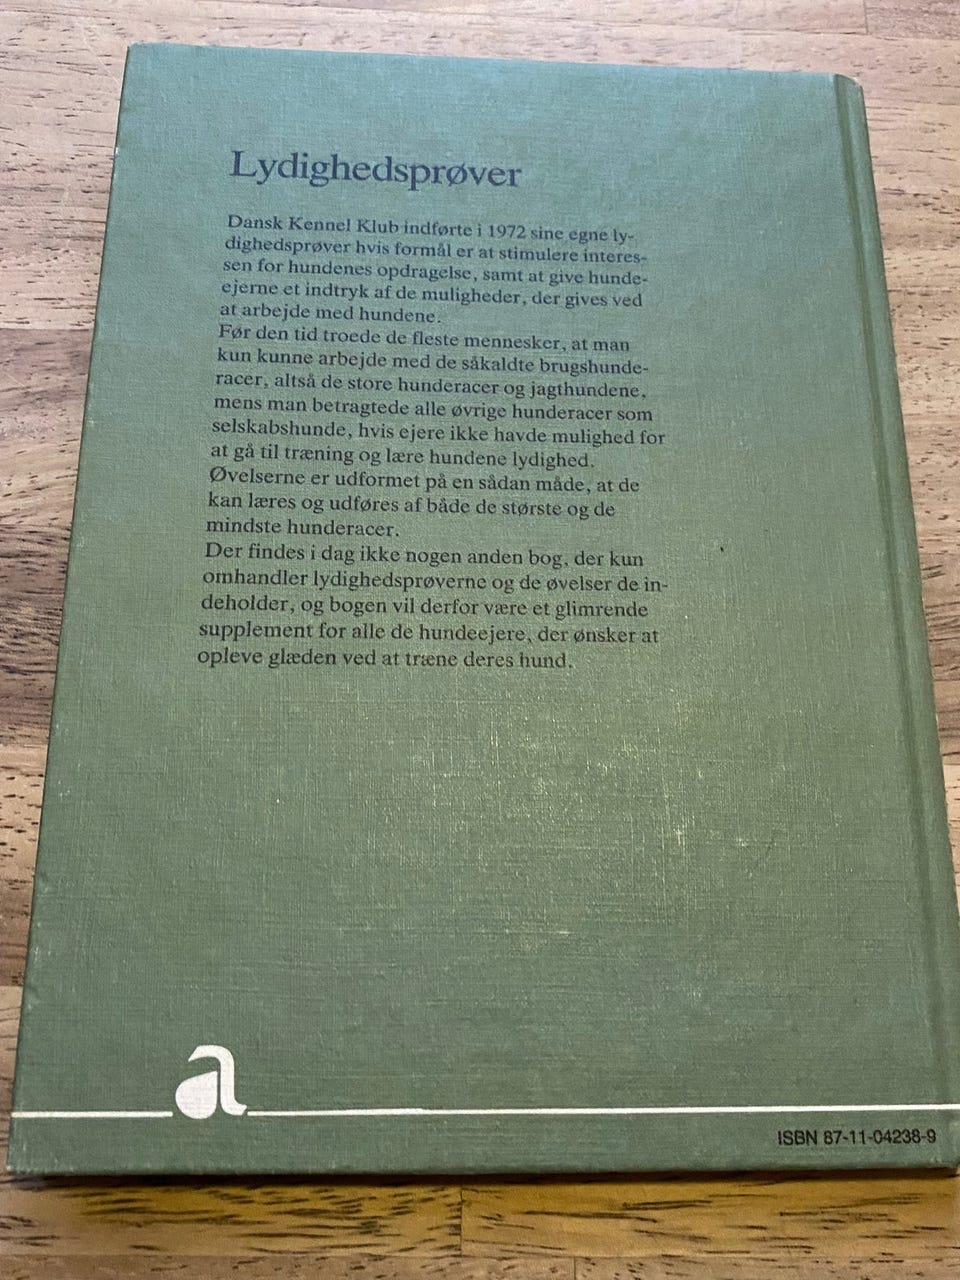 Lydighedsprøver
Dansk Kennel Klub indførte i 1972 sine egne ly-
dighedsprøver hvis formål er at stimulere interes-
sen for hundenes opdragelse, samt at give hunde-
ejerne et indtryk af de muligheder, der gives ved
at arbejde med hundene.
Før den tid troede de fleste mennesker, at man
kun kunne arbejde med de såkaldte brugshunde-
racer, altså de store hunderacer og jagthundene,
mens man betragtede alle øvrige hunderacer som
selskabshunde, hvis ejere ikke havde mulighed for
at gå til træning og lære hundene lydighed.
Øvelserne er udformet på en sådan måde, at de
kan læres og udføres af både de største og de
mindste hunderacer.
Der findes i dag ikke nogen anden bog, der kun
omhandler lydighedsprøverne og de øvelser de in-
deholder, og bogen vil derfor være et glimrende
supplement for alle de hundeejere, der ønsker at
opleve glæden ved at træne deres hund.
a
ISBN 87-11-04238-9